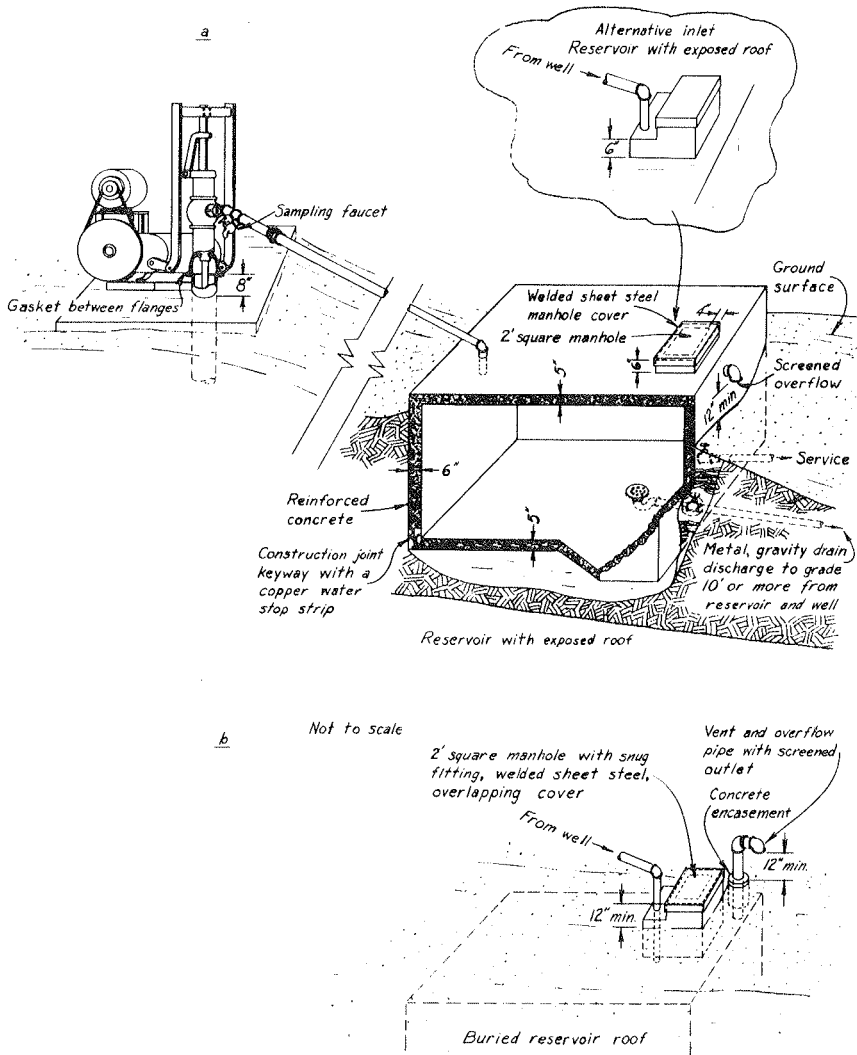 a
Alternative inlet
Reservoir with exposed roof
From well
6"
Sampling faucet
8"
Gasket between flanges
Ground
surface
Welded sheet steel
manhole cover
2' square manhole
4"
6"
Screened
overflow
12" min.
5"
6"
Service
Reinforced
concrete
5"
Construction joint
keyway with a
copper water
stop strip
Metal, gravity drain
discharge to grade
10' or more from
reservoir and well
Reservoir with exposed roof
b
Not to scale
2' square manhole with snug
fitting, welded sheet steel,
overlapping cover
Vent and overflow
pipe with screened
outlet
Concrete
encasement
From well
12" min.
12" min.
Buried reservoir roof